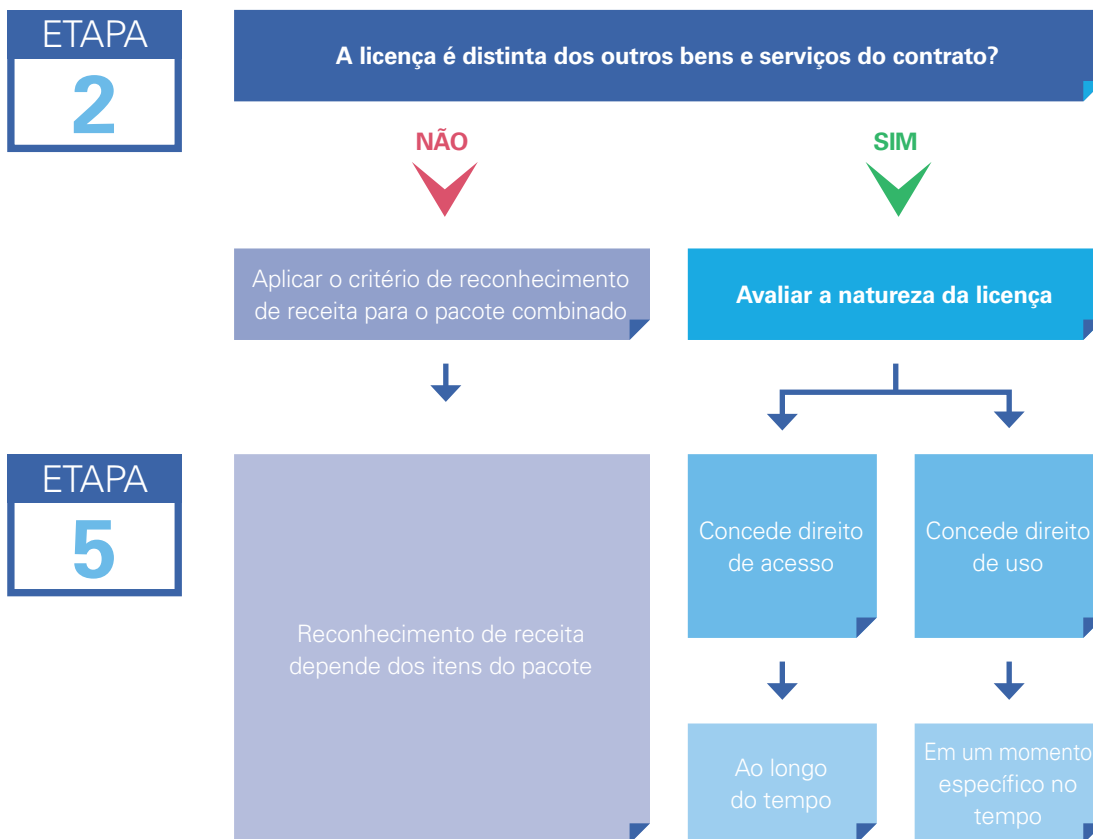 ETAPA
2
A licença é distinta dos outros bens e serviços do contrato?
NÃO
SIM
Aplicar o critério de reconhecimento
de receita para o pacote combinado
Avaliar a natureza da licença
ETAPA
5
Reconhecimento de receita
depende dos itens do pacote
Concede direito
de acesso
Concede direito
de uso
Ao longo
do tempo
Em um momento
específico no
tempo